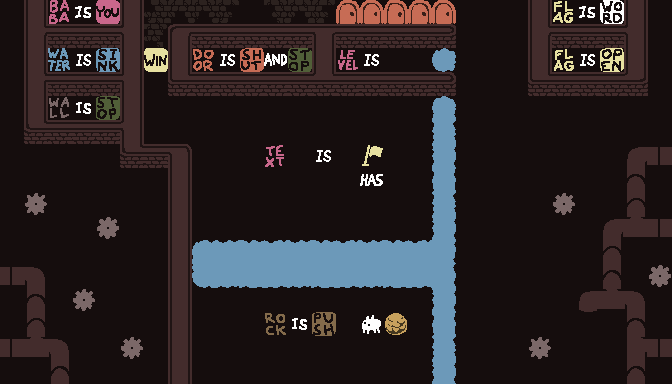 BABA IS YOU
FLAG IS WORD
WATER IS SINK
WIN
DOOR IS SHUT AND STOP
LEVEL IS
FLAG IS OPEN
WALL IS STOP
TEXT IS
HAS
ROCK IS PUSH